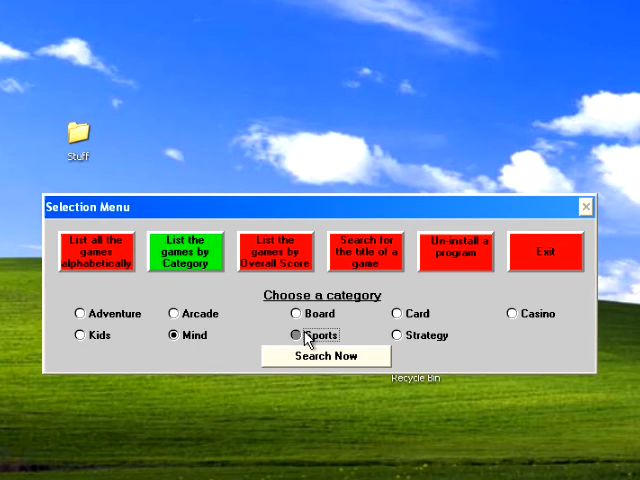 Stuff
Selection Menu
List all the games alphabetically
List the games by Category
List the games by Overall Score
Search for the title of a game
Un-install a program
Exit
Choose a category
Adventure
Arcade
Board
Card
Casino
Kids
Mind
Sports
Strategy
Search Now
Recycle Bin